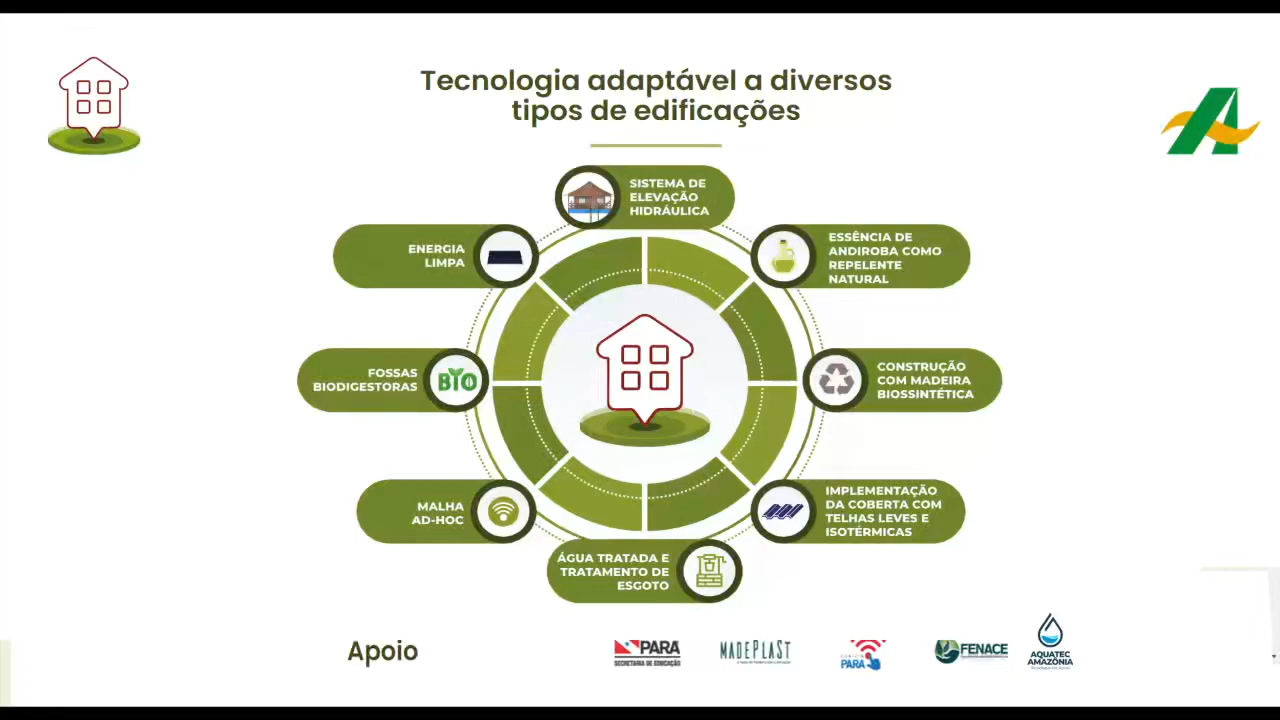 Tecnologia adaptável a diversos
tipos de edificações
SISTEMA DE
ELEVAÇÃO
HIDRÁULICA
ENERGIA
LIMPA
ESSÊNCIA DE
ANDIROBA COMO
REPELENTE
NATURAL
FOSSAS
BIODIGESTORAS
BIO
CONSTRUÇÃO
COM MADEIRA
BIOSSINTÉTICA
MALHA
AD-HOC
IMPLEMENTAÇÃO
DA COBERTA COM
TELHAS LEVES E
ISOTÉRMICAS
ÁGUA TRATADA E
TRATAMENTO DE
ESGOTO
Apoio
PARÁ
SECRETARIA DE EDUCAÇÃO
MADEPLAST
PARÁ
FENACE
AQUATEC
AMAZÔNIA